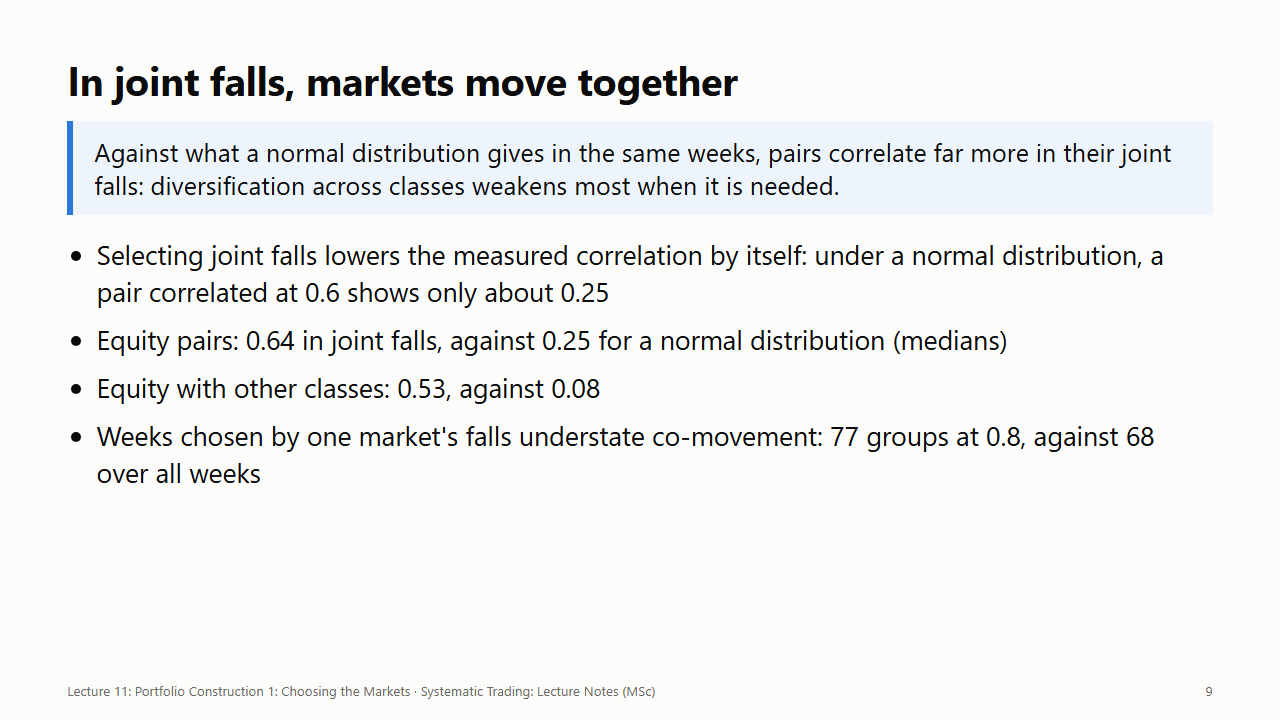 In joint falls, markets move together
Against what a normal distribution gives in the same weeks, pairs correlate far more in their joint
falls: diversification across classes weakens most when it is needed.
• Selecting joint falls lowers the measured correlation by itself: under a normal distribution, a
pair correlated at 0.6 shows only about 0.25
• Equity pairs: 0.64 in joint falls, against 0.25 for a normal distribution (medians)
• Equity with other classes: 0.53, against 0.08
• Weeks chosen by one market's falls understate co-movement: 77 groups at 0.8, against 68
over all weeks
Lecture 11: Portfolio Construction 1: Choosing the Markets · Systematic Trading: Lecture Notes (MSc)
9